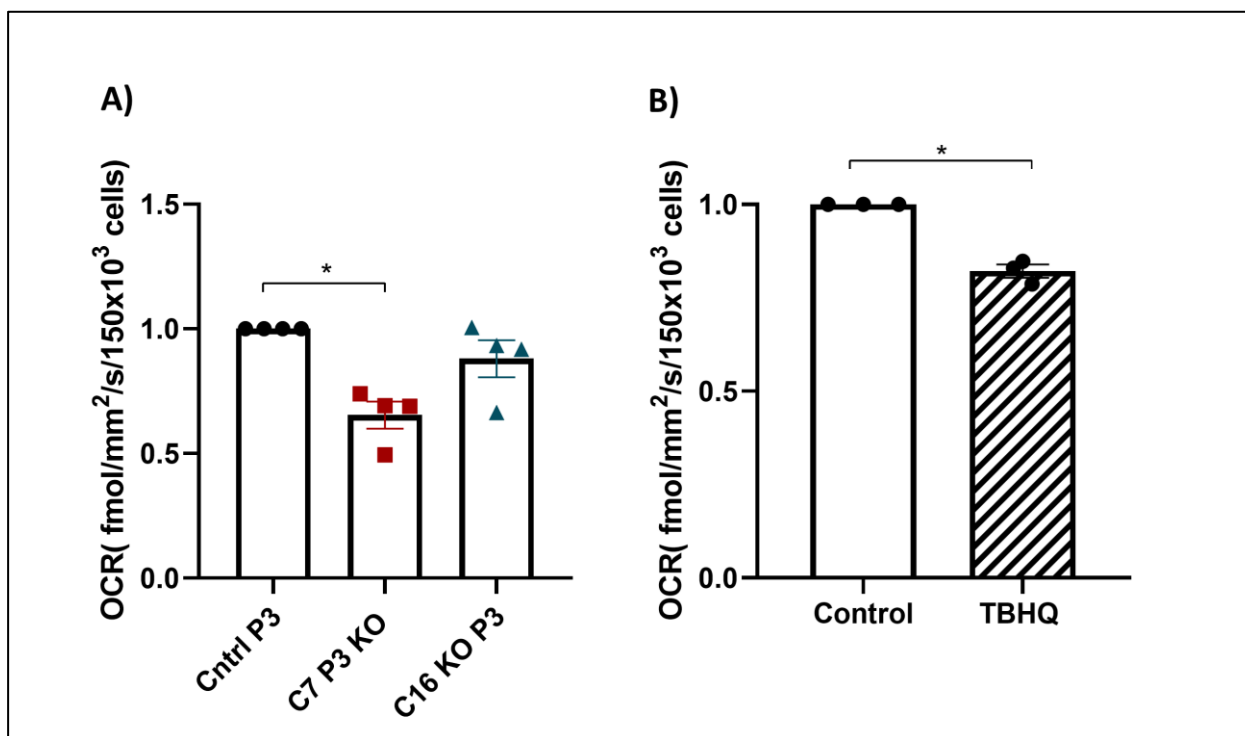 A)
OCR( fmol/mm²/s/150x10³ cells)
1.5
1.0
0.5
0.0
*
Cntrl P3
C7 P3 KO
C16 KO P3
B)
OCR( fmol/mm²/s/150x10³ cells)
1.0
0.5
0.0
*
Control
TBHQ